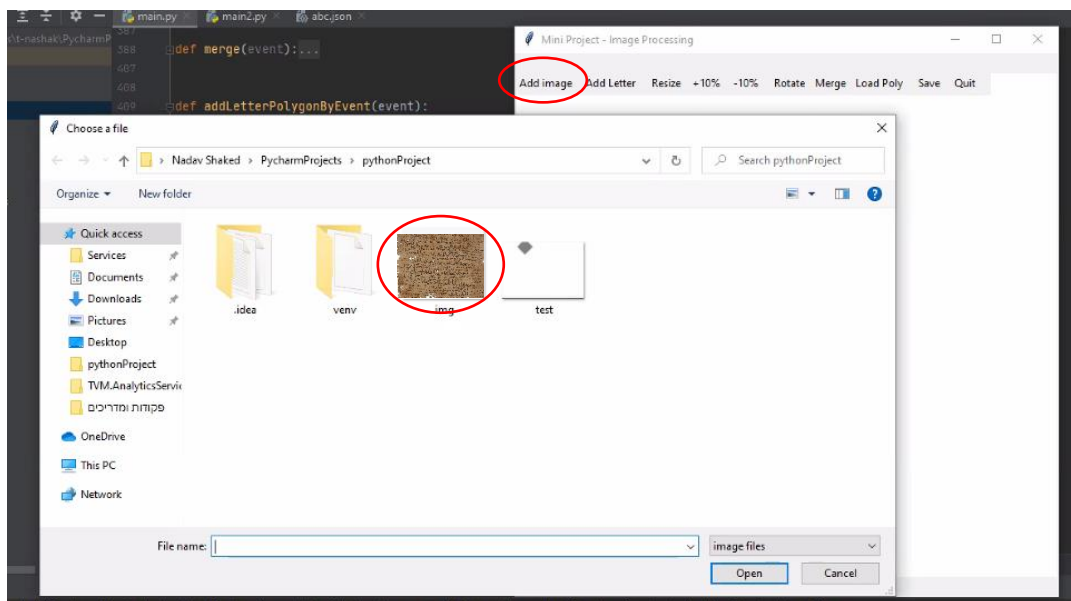 main.py
main2.py
abc.json
\t-nashak\PycharmP
387
388 def merge(event):...
407
408
409 def addLetterPolygonByEvent(event):
Mini Project - Image Processing
Add image Add Letter Resize +10% -10% Rotate Merge Load Poly Save Quit
Choose a file
Nadav Shaked › PycharmProjects › pythonProject
Search pythonProject
Organize New folder
Quick access
Services
Documents
Downloads
Pictures
Desktop
pythonProject
TVM.AnalyticsServi
פקודות ומדריכים
OneDrive
This PC
Network
.idea
venv
img
test
File name:
image files
Open Cancel